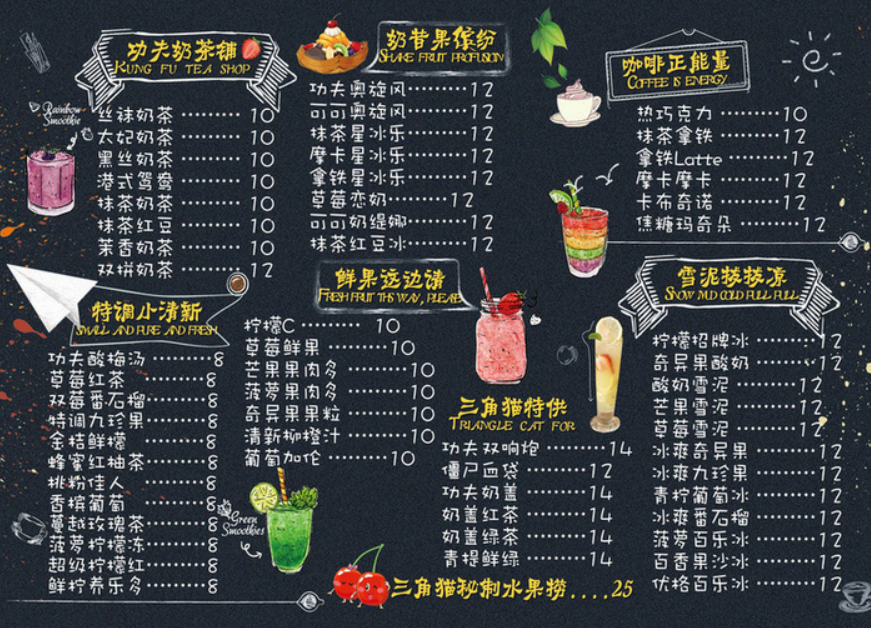 功夫奶茶铺
KUNG FU TEA SHOP
Rainbow
Smoothie
丝袜奶茶 ········ 10
太妃奶茶 ········ 10
黑丝奶茶 ········ 10
港式鸳鸯 ········ 10
抹茶奶茶 ········ 10
抹茶红豆 ········ 10
茉香奶茶 ········ 10
双拼奶茶 ········ 12
奶昔果缤纷
SHAKE FRUIT PROFUSION
功夫奥旋风 ········ 12
可可奥旋风 ········ 12
抹茶星冰乐 ········ 12
摩卡星冰乐 ········ 12
拿铁星冰乐 ········ 12
草莓恋奶 ········ 12
可可奶缇娜 ········ 12
抹茶红豆冰 ········ 12
咖啡正能量
COFFEE IS ENERGY
热巧克力 ········ 10
抹茶拿铁 ········ 12
拿铁Latte ········ 12
摩卡摩卡 ········ 12
卡布奇诺 ········ 12
焦糖玛奇朵 ········ 12
特调小清新
SMALL AND PURE AND FRESH
功夫酸梅汤 ········ 8
草莓红茶 ········ 8
双莓番石榴 ········ 8
特调九珍果 ········ 8
金桔鲜檬 ········ 8
蜂蜜红柚茶 ········ 8
桃粉佳人 ········ 8
香槟葡萄 ········ 8
蔓越玫瑰茶 ········ 8
菠萝柠檬冻 ········ 8
超级柠檬红 ········ 8
鲜柠养乐多 ········ 8
鲜果这边请
FRESH FRUIT THIS WAY, PLEASE
柠檬C ········ 10
草莓鲜果 ········ 10
芒果果肉多 ········ 10
菠萝果肉多 ········ 10
奇异果果粒 ········ 10
清新柳橙汁 ········ 10
葡萄加伦 ········ 10
Green
Smoothies
三角猫特供
TRIANGLE CAT FOR
功夫双响炮 ········ 14
僵尸血袋 ········ 12
功夫奶盖 ········ 14
奶盖红茶 ········ 14
奶盖绿茶 ········ 14
青提鲜绿 ········ 14
三角猫秘制水果捞....25
雪泥拔拔凉
SNOW MUD COLD PULL PULL
柠檬招牌冰 ········ 12
奇异果酸奶 ········ 12
酸奶雪泥 ········ 12
芒果雪泥 ········ 12
草莓雪泥 ········ 12
冰爽奇异果 ········ 12
冰爽九珍果 ········ 12
青柠葡萄冰 ········ 12
冰爽番石榴 ········ 12
菠萝百乐冰 ········ 12
百香果沙冰 ········ 12
优格百乐冰 ········ 12